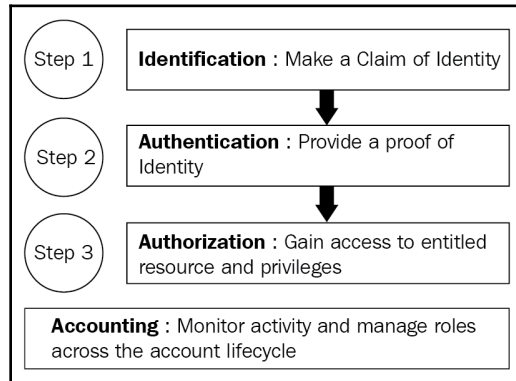 Step 1
Identification : Make a Claim of Identity
Step 2
Authentication : Provide a proof of
Identity
Step 3
Authorization : Gain access to entitled
resource and privileges
Accounting : Monitor activity and manage roles
across the account lifecycle